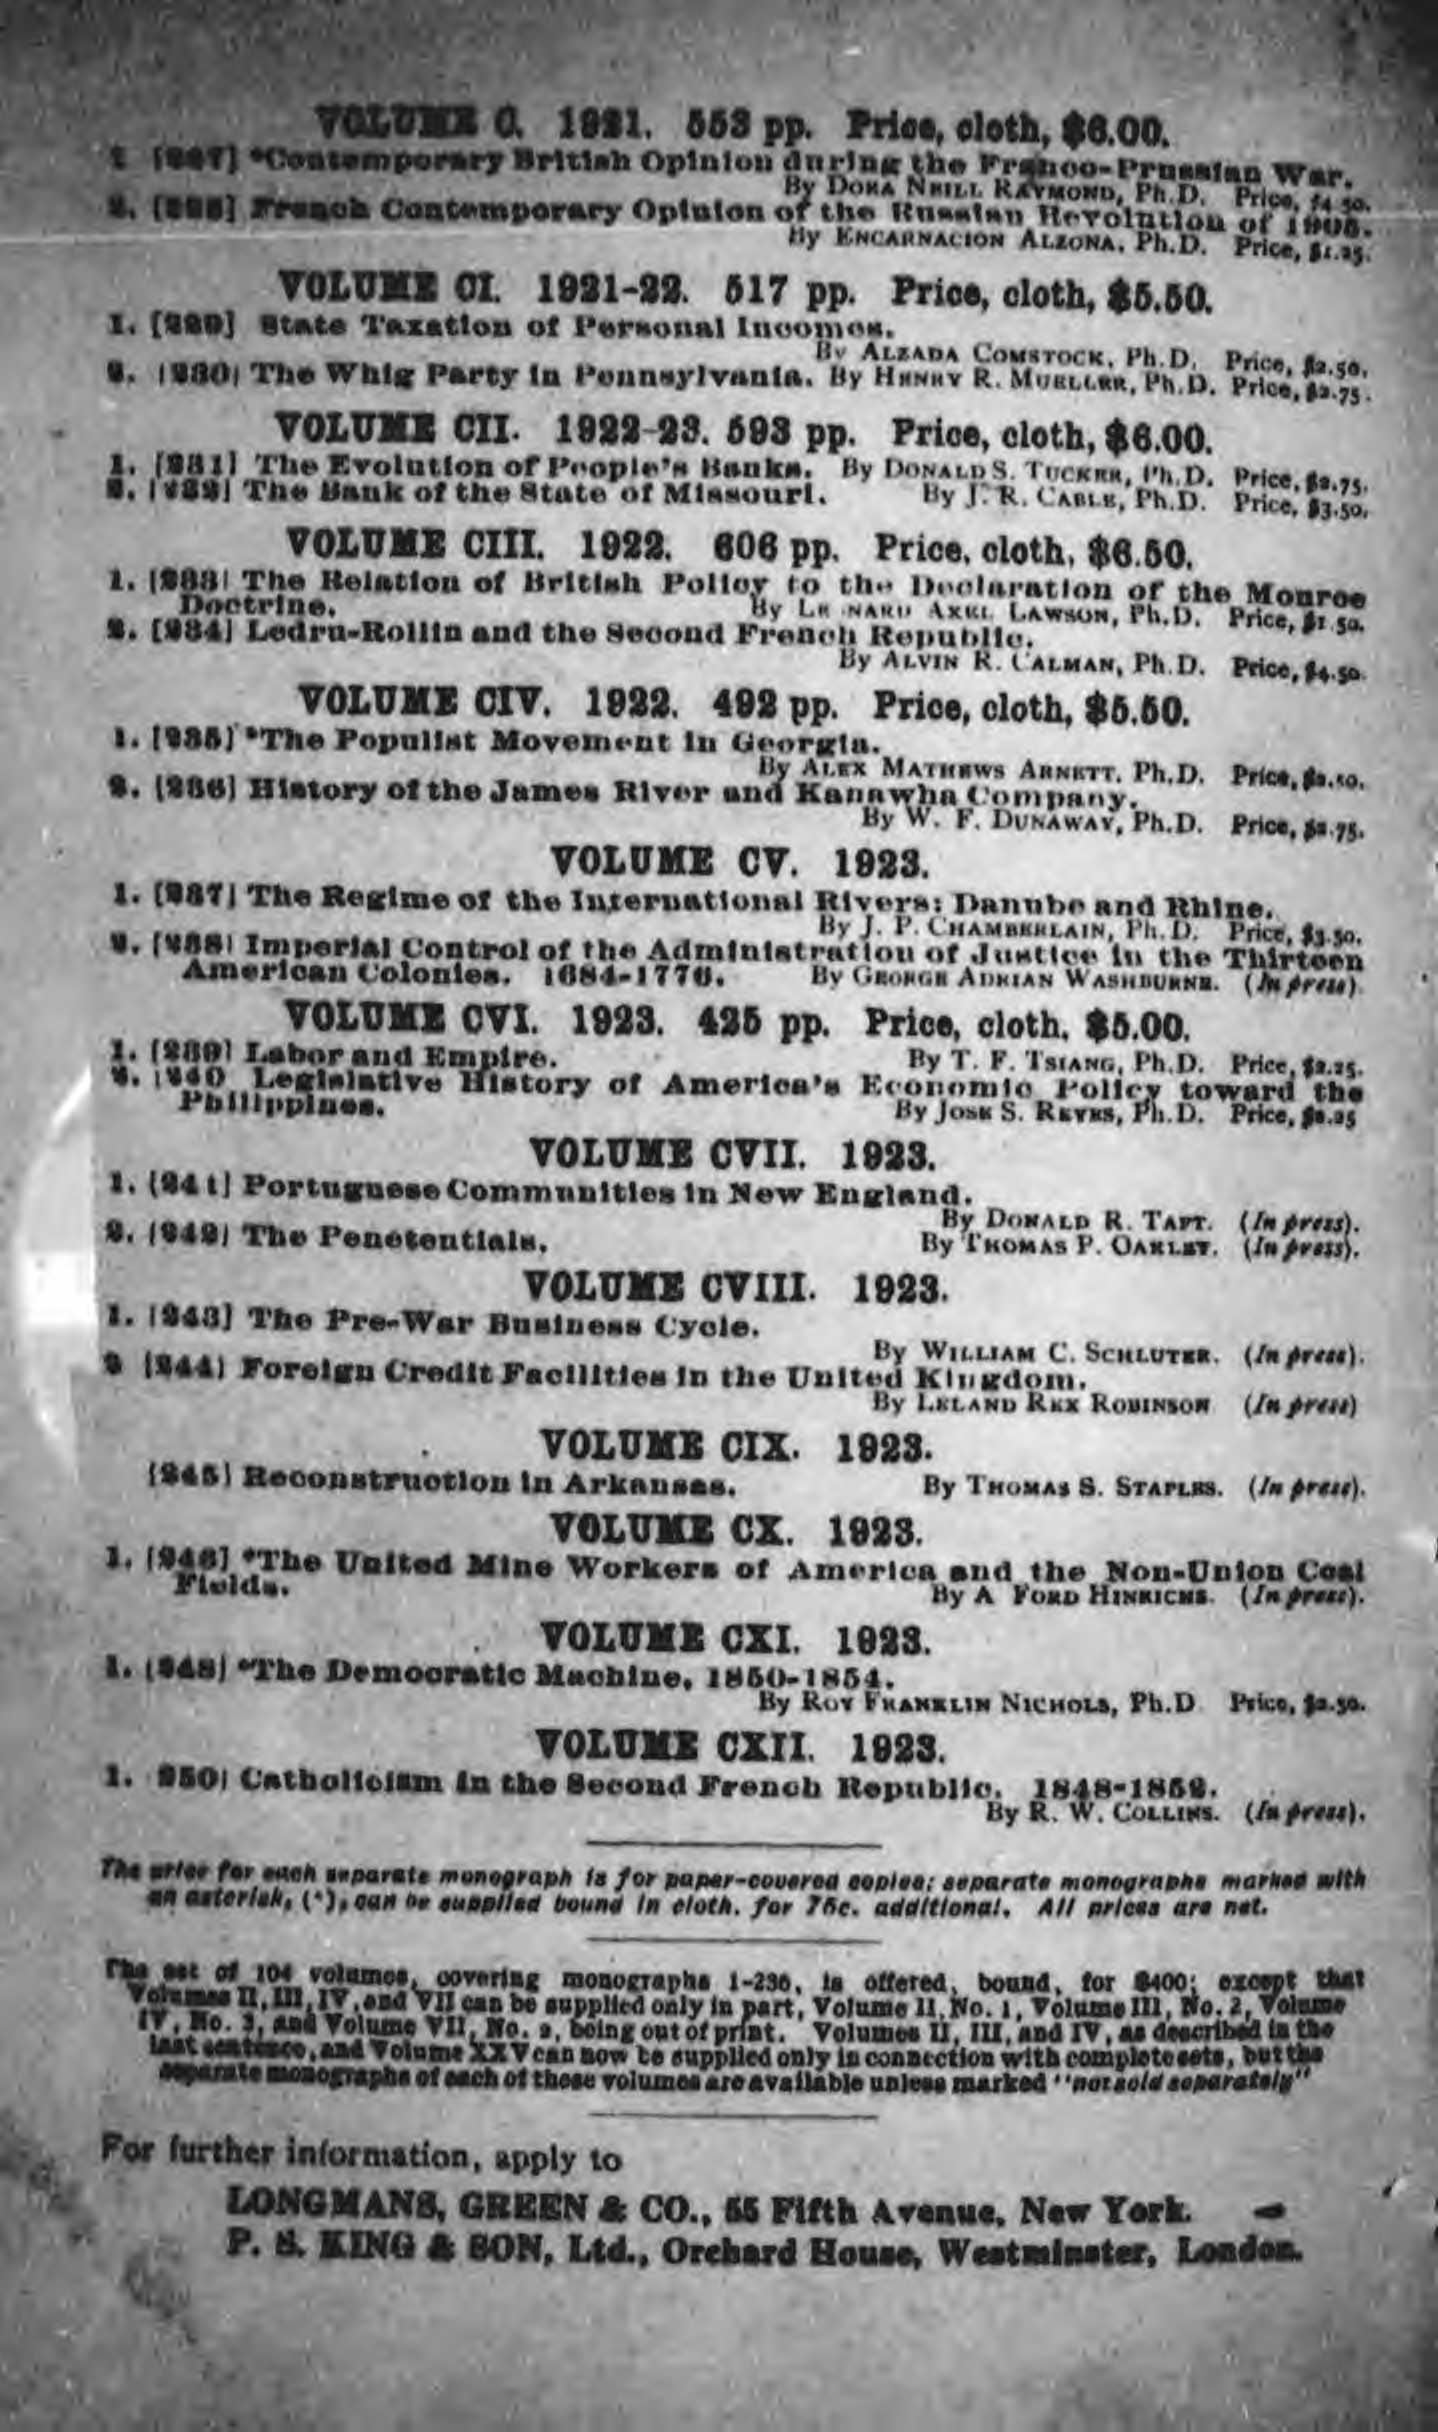 VOLUME C. 1921. 553 pp. Price, cloth, $6.00.
1 [227] *Contemporary British Opinion during the Franco-Prussian War.
By DORA NEILL RAYMOND, Ph.D. Price, $4.50.
2. [228] French Contemporary Opinion of the Russian Revolution of 1905.
By ENCARNACION ALZONA, Ph.D. Price, $1.25.
VOLUME CI. 1921-22. 517 pp. Price, cloth, $5.50.
1. [229] State Taxation of Personal Incomes.
By ALZADA COMSTOCK, Ph.D. Price, $2.50.
2. [230] The Whig Party in Pennsylvania. By HENRY R. MUELLER, Ph.D. Price, $2.75.
VOLUME CII. 1922-23. 593 pp. Price, cloth, $6.00.
1. [231] The Evolution of People's Banks. By DONALD S. TUCKER, Ph.D. Price, $2.75.
2. [232] The Bank of the State of Missouri. By J. R. CABLE, Ph.D. Price, $3.50.
VOLUME CIII. 1922. 606 pp. Price, cloth, $6.50.
1. [233] The Relation of British Policy to the Declaration of the Monroe
Doctrine. By LEONARD AXEL LAWSON, Ph.D. Price, $1.50.
2. [234] Ledru-Rollin and the Second French Republic.
By ALVIN R. CALMAN, Ph.D. Price, $4.50.
VOLUME CIV. 1922. 492 pp. Price, cloth, $5.50.
1. [235] *The Populist Movement in Georgia.
By ALEX MATHEWS ARNETT, Ph.D. Price, $2.50.
2. [236] History of the James River and Kanawha Company.
By W. F. DUNAWAY, Ph.D. Price, $2.75.
VOLUME CV. 1923.
1. [237] The Regime of the International Rivers: Danube and Rhine.
By J. P. CHAMBERLAIN, Ph.D. Price, $3.50.
2. [238] Imperial Control of the Administration of Justice in the Thirteen
American Colonies. 1684-1776. By GEORGE ADRIAN WASHBURNE. (In press).
VOLUME CVI. 1923. 425 pp. Price, cloth, $5.00.
1. [239] Labor and Empire. By T. F. TSIANG, Ph.D. Price, $2.25.
2. [240 Legislative History of America's Economic Policy toward the
Philippines. By JOSE S. REYES, Ph.D. Price, $2.25
VOLUME CVII. 1923.
1. [241] Portuguese Communities in New England.
By DONALD R. TAFT. (In press).
2. [242] The Penetentials. By THOMAS P. OAKLEY. (In press).
VOLUME CVIII. 1923.
1. [243] The Pre-War Business Cycle.
By WILLIAM C. SCHLUTER. (In press).
2 [244] Foreign Credit Facilities in the United Kingdom.
By LELAND REX ROBINSON (In press)
VOLUME CIX. 1923.
[245] Reconstruction in Arkansas. By THOMAS S. STAPLES. (In press).
VOLUME CX. 1923.
1. [246] *The United Mine Workers of America and the Non-Union Coal
Fields. By A FORD HINRICHS. (In press).
VOLUME CXI. 1923.
1. [248] *The Democratic Machine, 1850-1854.
By ROY FRANKLIN NICHOLS, Ph.D Price, $2.50.
VOLUME CXII. 1923.
1. 250] Catholicism in the Second French Republic. 1848-1852.
By R. W. COLLINS. (In press).
The price for each separate monograph is for paper-covered copies; separate monographs marked with
an asterisk, (*), can be supplied bound in cloth. for 75c. additional. All prices are net.
The set of 104 volumes, covering monographs 1-236, is offered, bound, for $400; except that
Volumes II, III, IV, and VII can be supplied only in part, Volume II, No. 1, Volume III, No. 2, Volume
IV, No. 3, and Volume VII, No. 2, being out of print. Volumes II, III, and IV, as described in the
last sentence, and Volume XXV can now be supplied only in connection with complete sets, but the
separate monographs of each of these volumes are available unless marked "not sold separately"
For further information, apply to
LONGMANS, GREEN & CO., 55 Fifth Avenue, New York.
P. S. KING & SON, Ltd., Orchard House, Westminster, London.